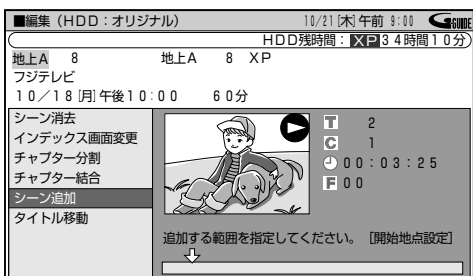 ■編集（HDD：オリジナル） 10/21[木]午前 9:00 GGUIDE
HDD残時間：XP34時間10分
地上A 8 地上A 8 XP
フジテレビ
10／18[月]午後10:00 60分
シーン消去
インデックス画面変更
チャプター分割
チャプター結合
シーン追加
タイトル移動
T 2
C 1
00：03：25
F 00
追加する範囲を指定してください。［開始地点設定］